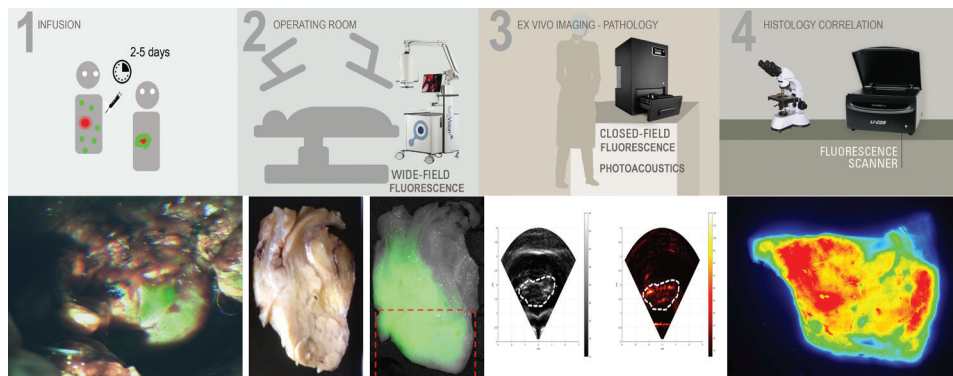 1 INFUSION
2-5 days
2 OPERATING ROOM
WIDE-FIELD
FLUORESCENCE
3 EX VIVO IMAGING - PATHOLOGY
CLOSED-FIELD
FLUORESCENCE
PHOTOACOUSTICS
4 HISTOLOGY CORRELATION
LI-COR
FLUORESCENCE
SCANNER